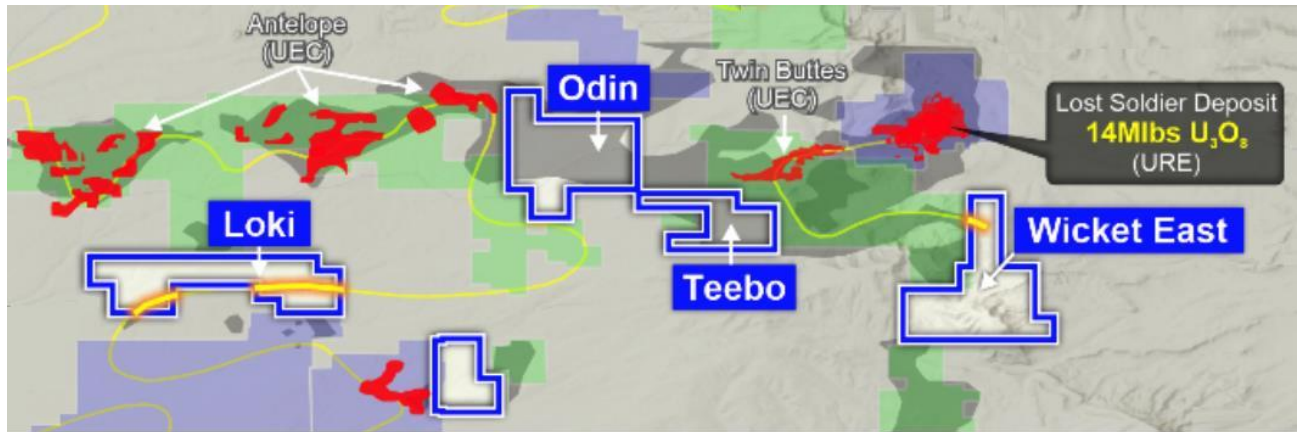 Antelope
(UEC)
Odin
Twin Buttes
(UEC)
Lost Soldier Deposit
14Mlbs U₃O₈
(URE)
Loki
Wicket East
Teebo